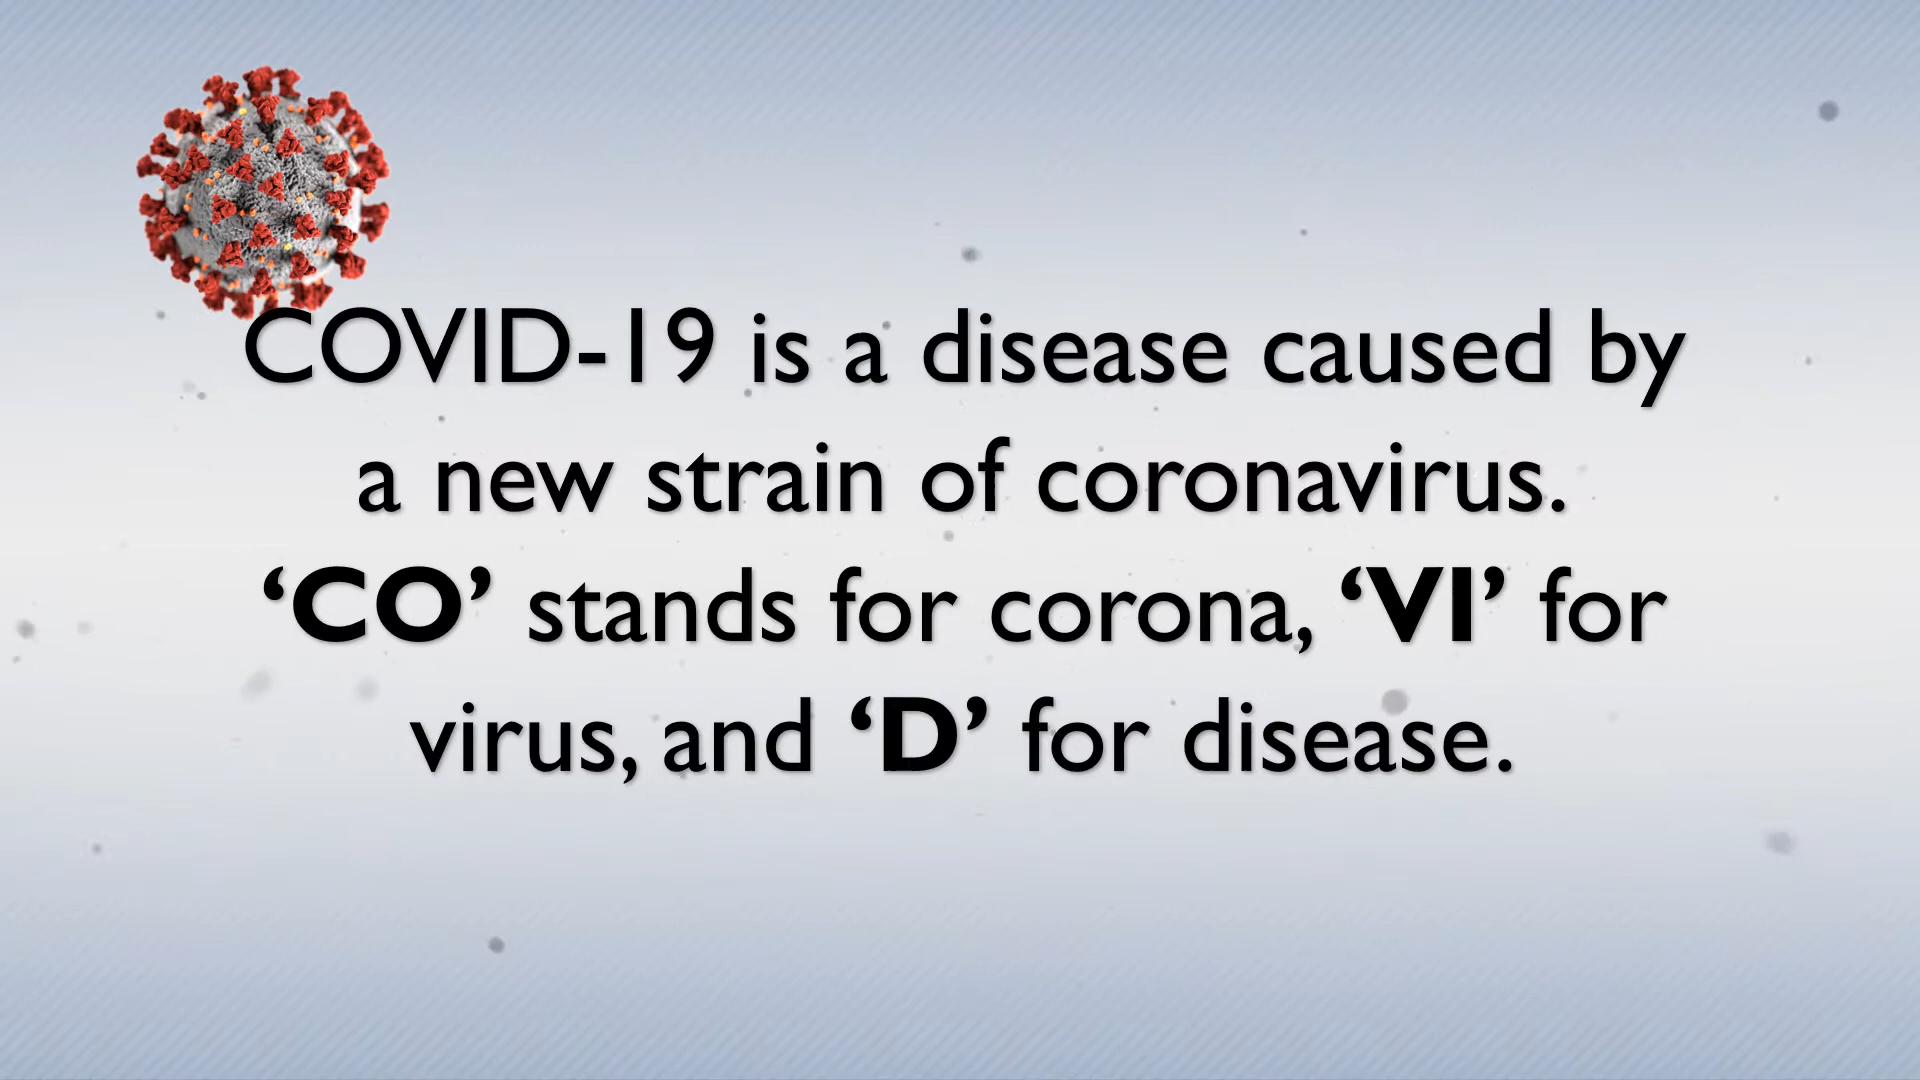 COVID-19 is a disease caused by
a new strain of coronavirus.
‘CO’ stands for corona, ‘VI’ for
virus, and ‘D’ for disease.